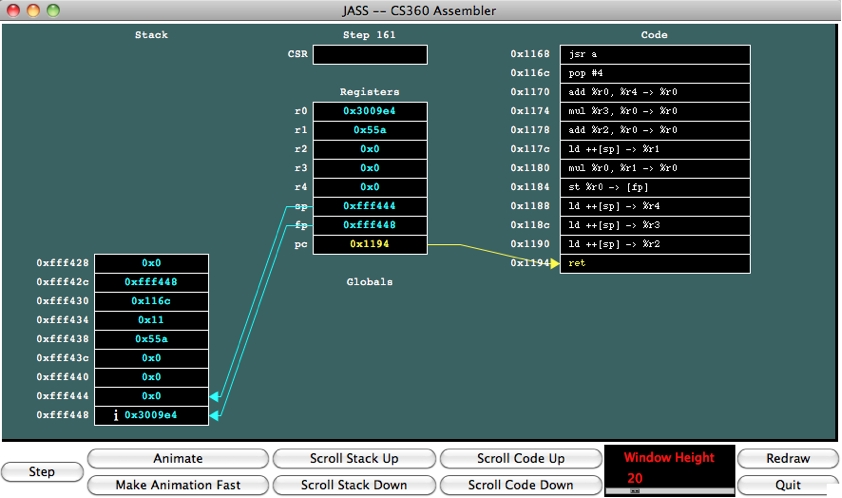 JASS -- CS360 Assembler
Stack
Step 161
Code
CSR
Registers
r0 0x3009e4
r1 0x55a
r2 0x0
r3 0x0
r4 0x0
sp 0xfff444
fp 0xfff448
pc 0x1194
Globals
0x1168 jsr a
0x116c pop #4
0x1170 add %r0, %r4 -> %r0
0x1174 mul %r3, %r0 -> %r0
0x1178 add %r2, %r0 -> %r0
0x117c ld ++[sp] -> %r1
0x1180 mul %r0, %r1 -> %r0
0x1184 st %r0 -> [fp]
0x1188 ld ++[sp] -> %r4
0x118c ld ++[sp] -> %r3
0x1190 ld ++[sp] -> %r2
0x1194 ret
0xfff428 0x0
0xfff42c 0xfff448
0xfff430 0x116c
0xfff434 0x11
0xfff438 0x55a
0xfff43c 0x0
0xfff440 0x0
0xfff444 0x0
0xfff448 i 0x3009e4
Step
Animate
Make Animation Fast
Scroll Stack Up
Scroll Stack Down
Scroll Code Up
Scroll Code Down
Window Height
20
Redraw
Quit